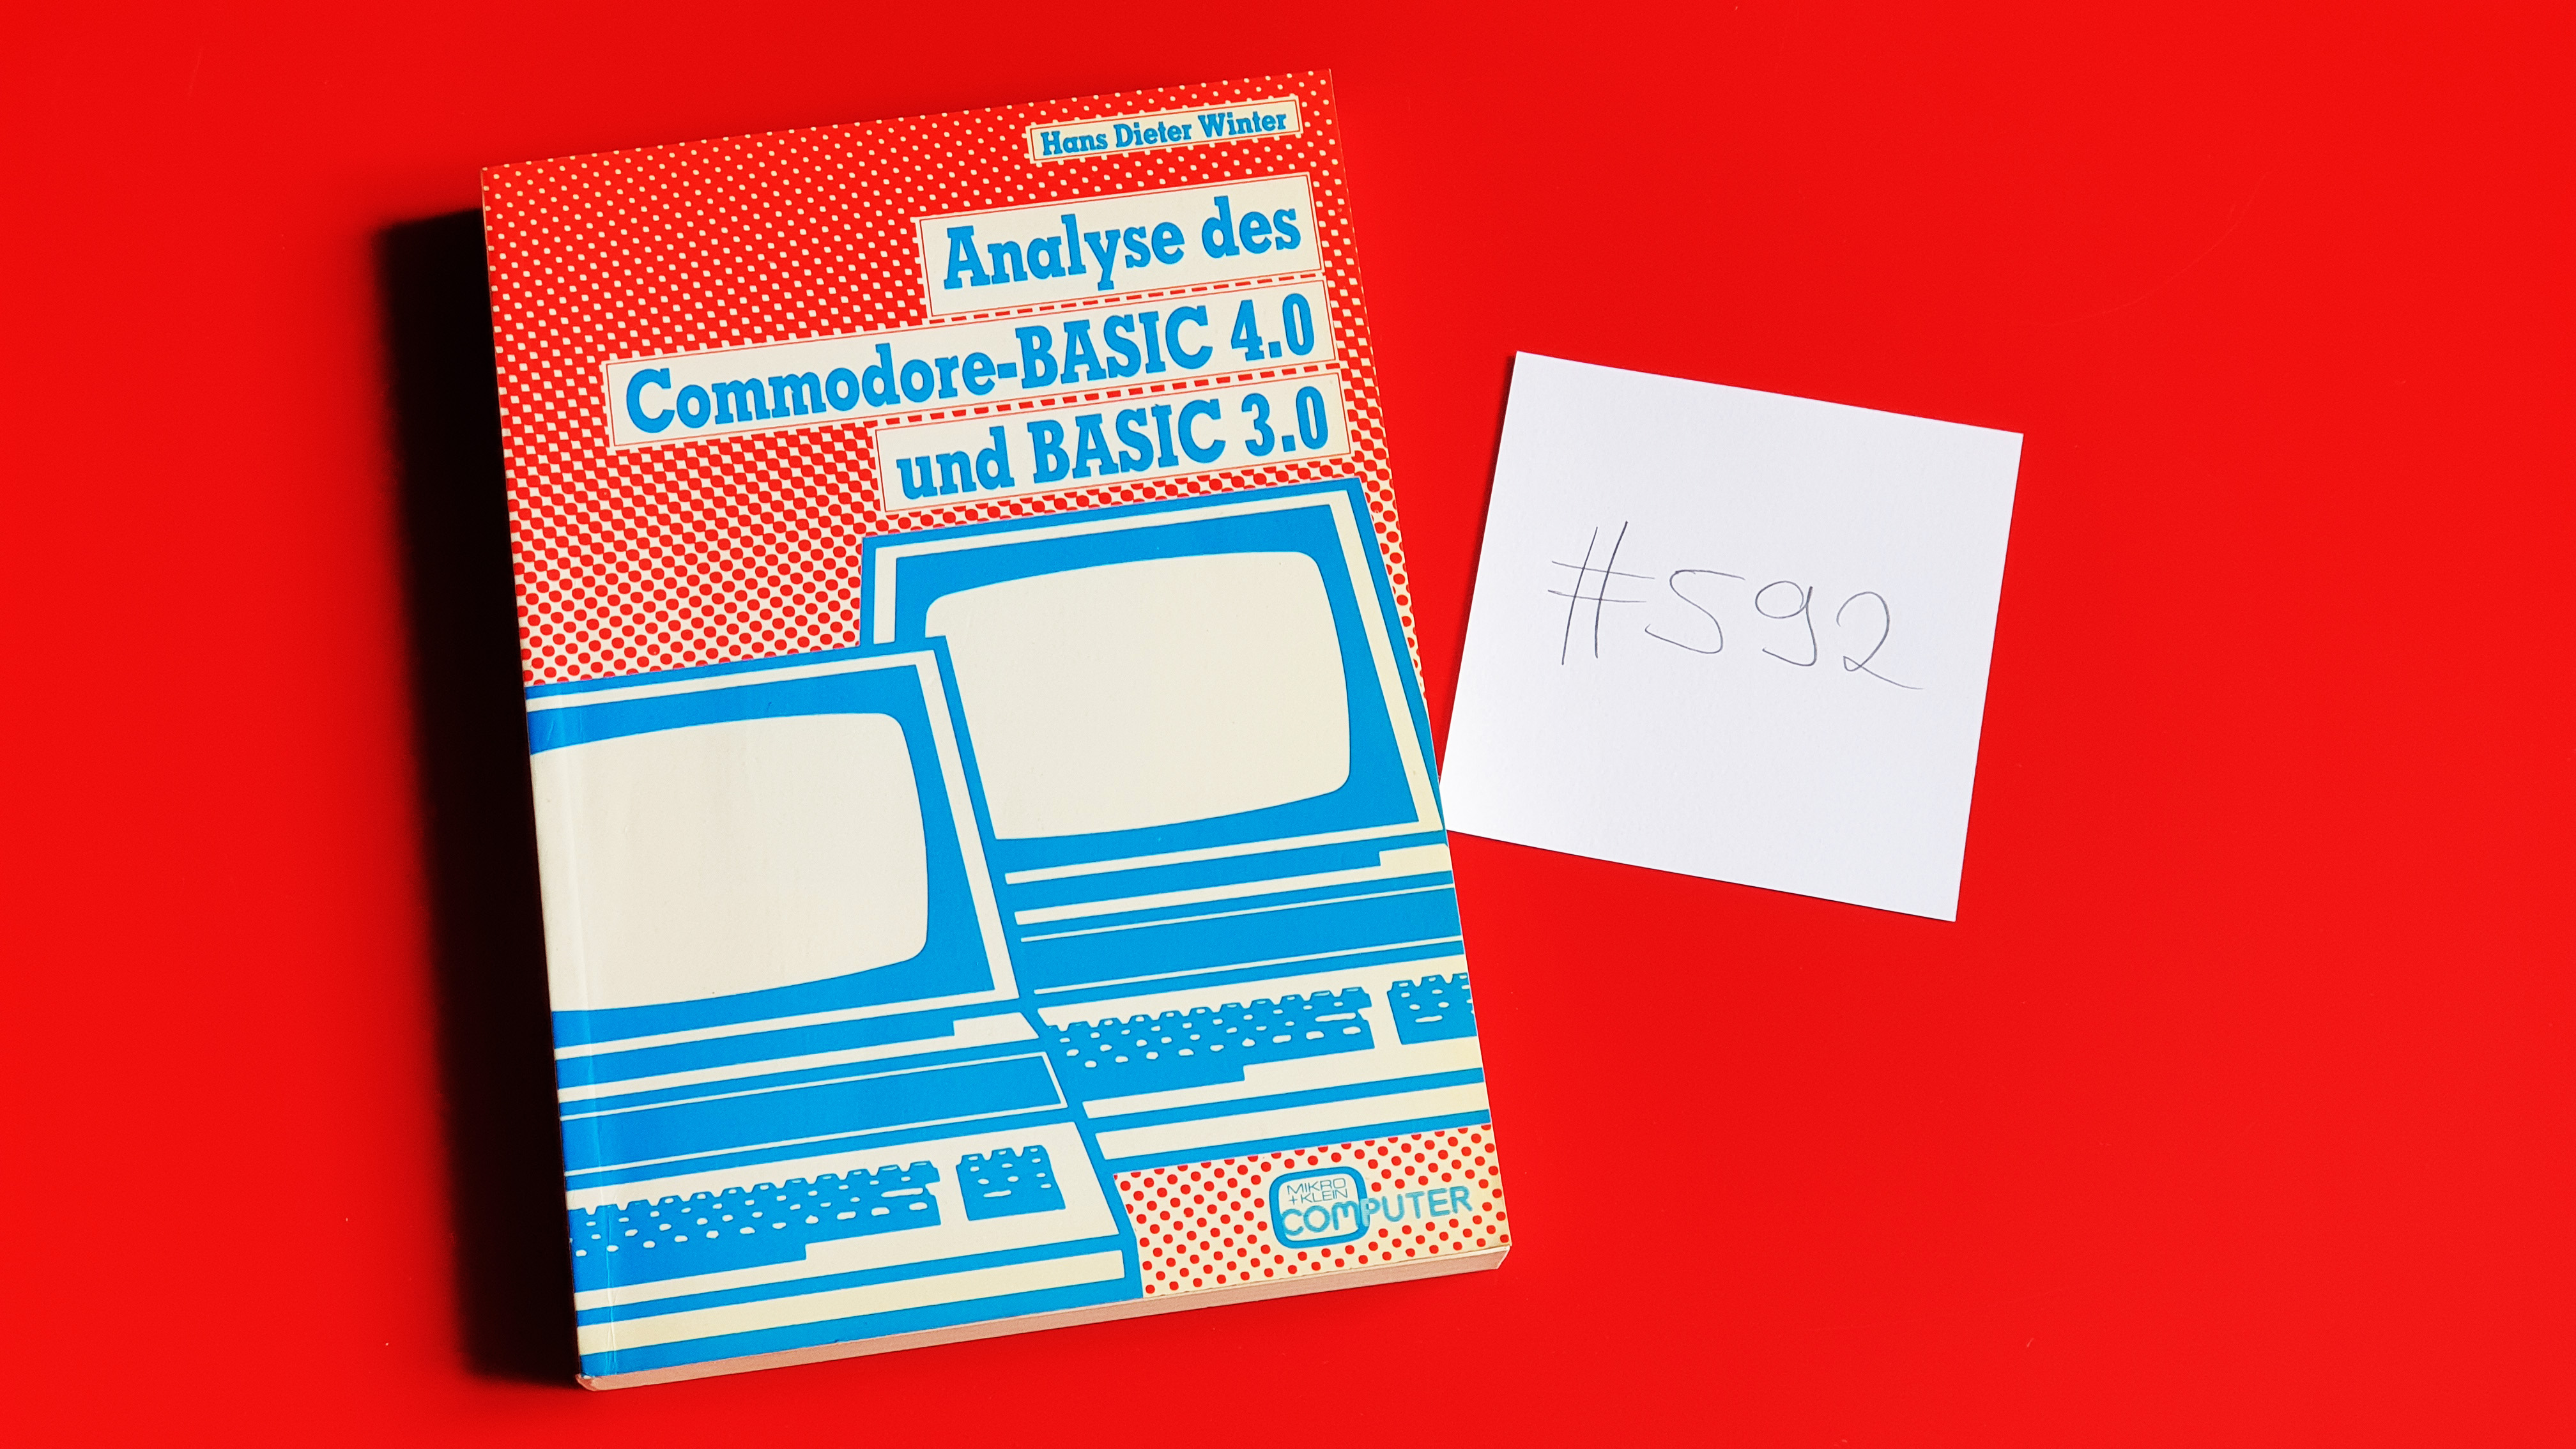 Hans Dieter Winter
Analyse des
Commodore-BASIC 4.0
und BASIC 3.0
MIKRO
+KLEIN
COMPUTER
#592